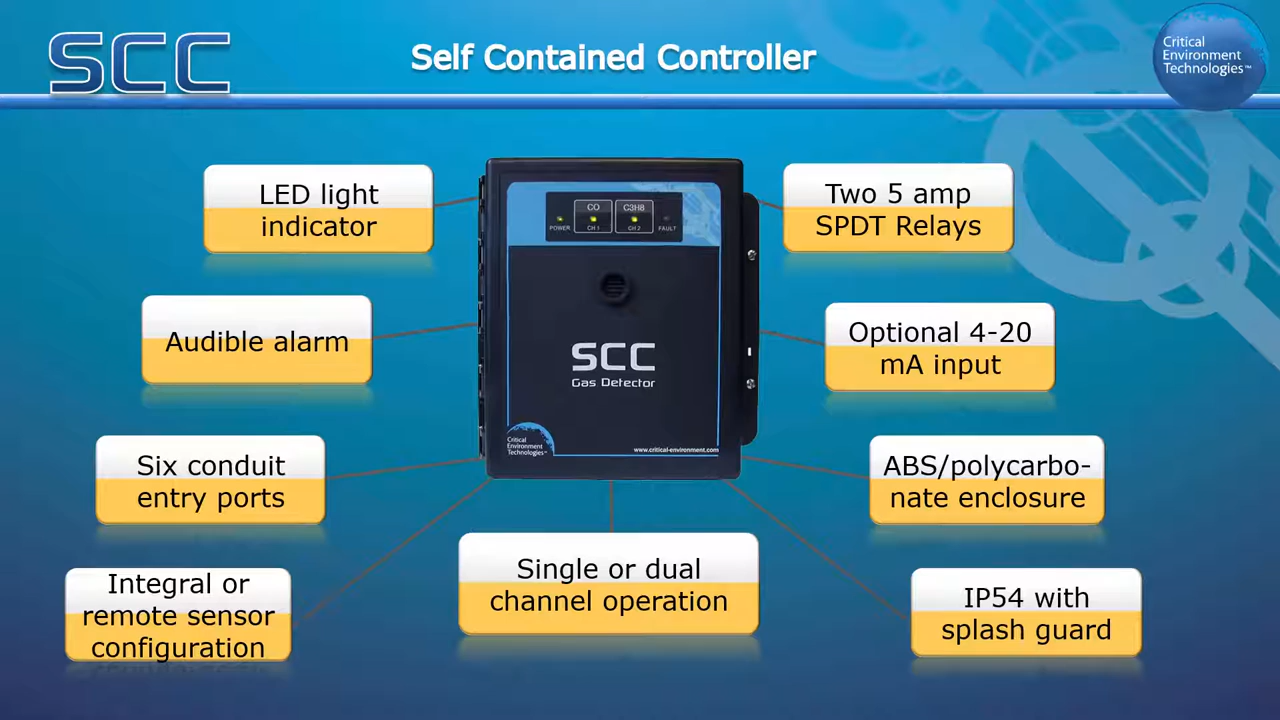 SCC
Self Contained Controller
Critical
Environment
Technologies™
LED light
indicator
Two 5 amp
SPDT Relays
Audible alarm
Optional 4-20
mA input
Six conduit
entry ports
ABS/polycarbo-
nate enclosure
Integral or
remote sensor
configuration
Single or dual
channel operation
IP54 with
splash guard
CO
C3H8
POWER
CH 1
CH 2
FAULT
SCC
Gas Detector
Critical
Environment
Technologies™
www.critical-environment.com